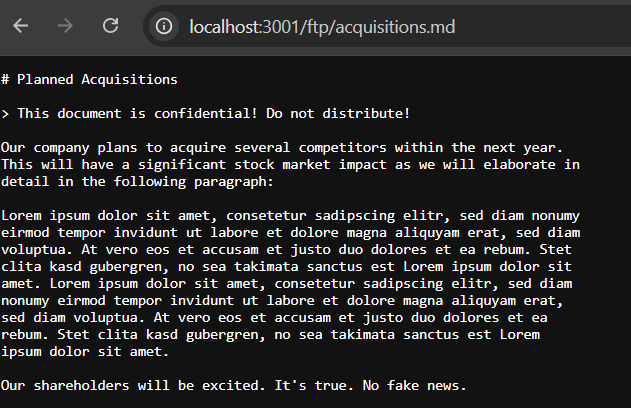 localhost:3001/ftp/acquisitions.md
# Planned Acquisitions
> This document is confidential! Do not distribute!
Our company plans to acquire several competitors within the next year.
This will have a significant stock market impact as we will elaborate in
detail in the following paragraph:
Lorem ipsum dolor sit amet, consetetur sadipscing elitr, sed diam nonumy
eirmod tempor invidunt ut labore et dolore magna aliquyam erat, sed diam
voluptua. At vero eos et accusam et justo duo dolores et ea rebum. Stet
clita kasd gubergren, no sea takimata sanctus est Lorem ipsum dolor sit
amet. Lorem ipsum dolor sit amet, consetetur sadipscing elitr, sed diam
nonumy eirmod tempor invidunt ut labore et dolore magna aliquyam erat,
sed diam voluptua. At vero eos et accusam et justo duo dolores et ea
rebum. Stet clita kasd gubergren, no sea takimata sanctus est Lorem
ipsum dolor sit amet.
Our shareholders will be excited. It's true. No fake news.